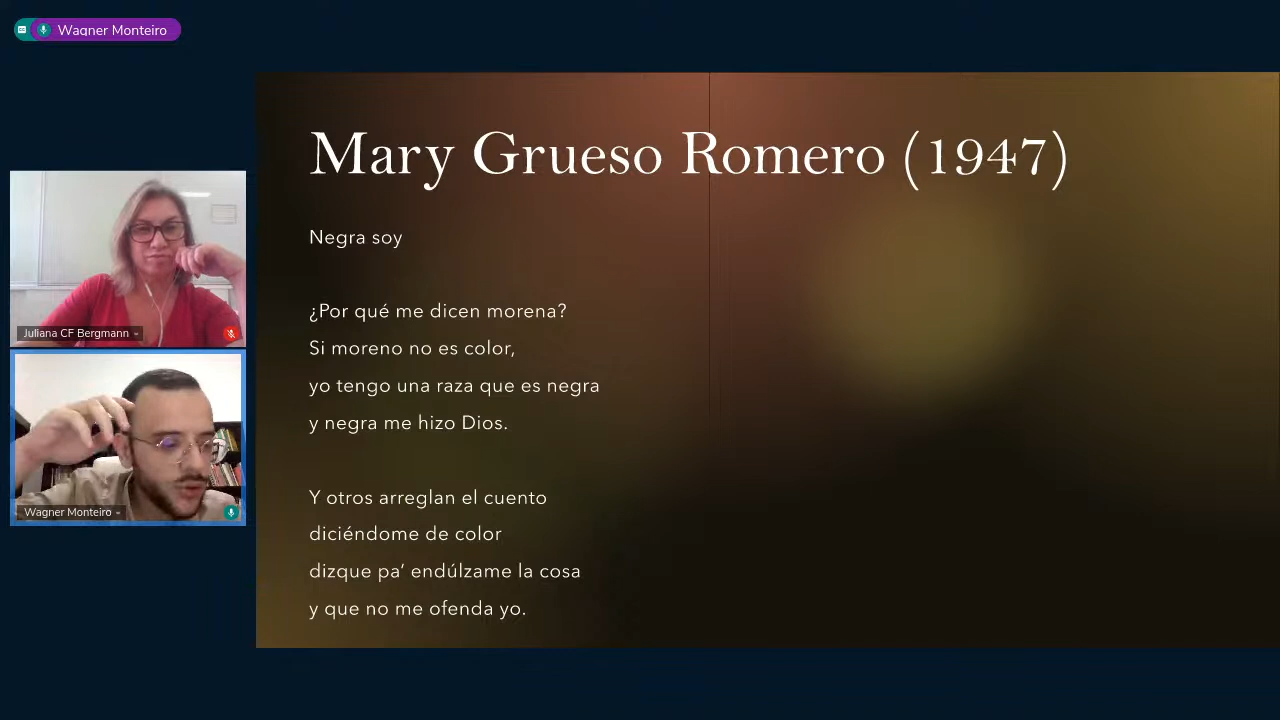 Wagner Monteiro
Mary Grueso Romero (1947)
Negra soy
¿Por qué me dicen morena?
Si moreno no es color,
yo tengo una raza que es negra
y negra me hizo Dios.
Y otros arreglan el cuento
diciéndome de color
dizque pa’ endúlzame la cosa
y que no me ofenda yo.
Juliana CF Bergmann
Wagner Monteiro